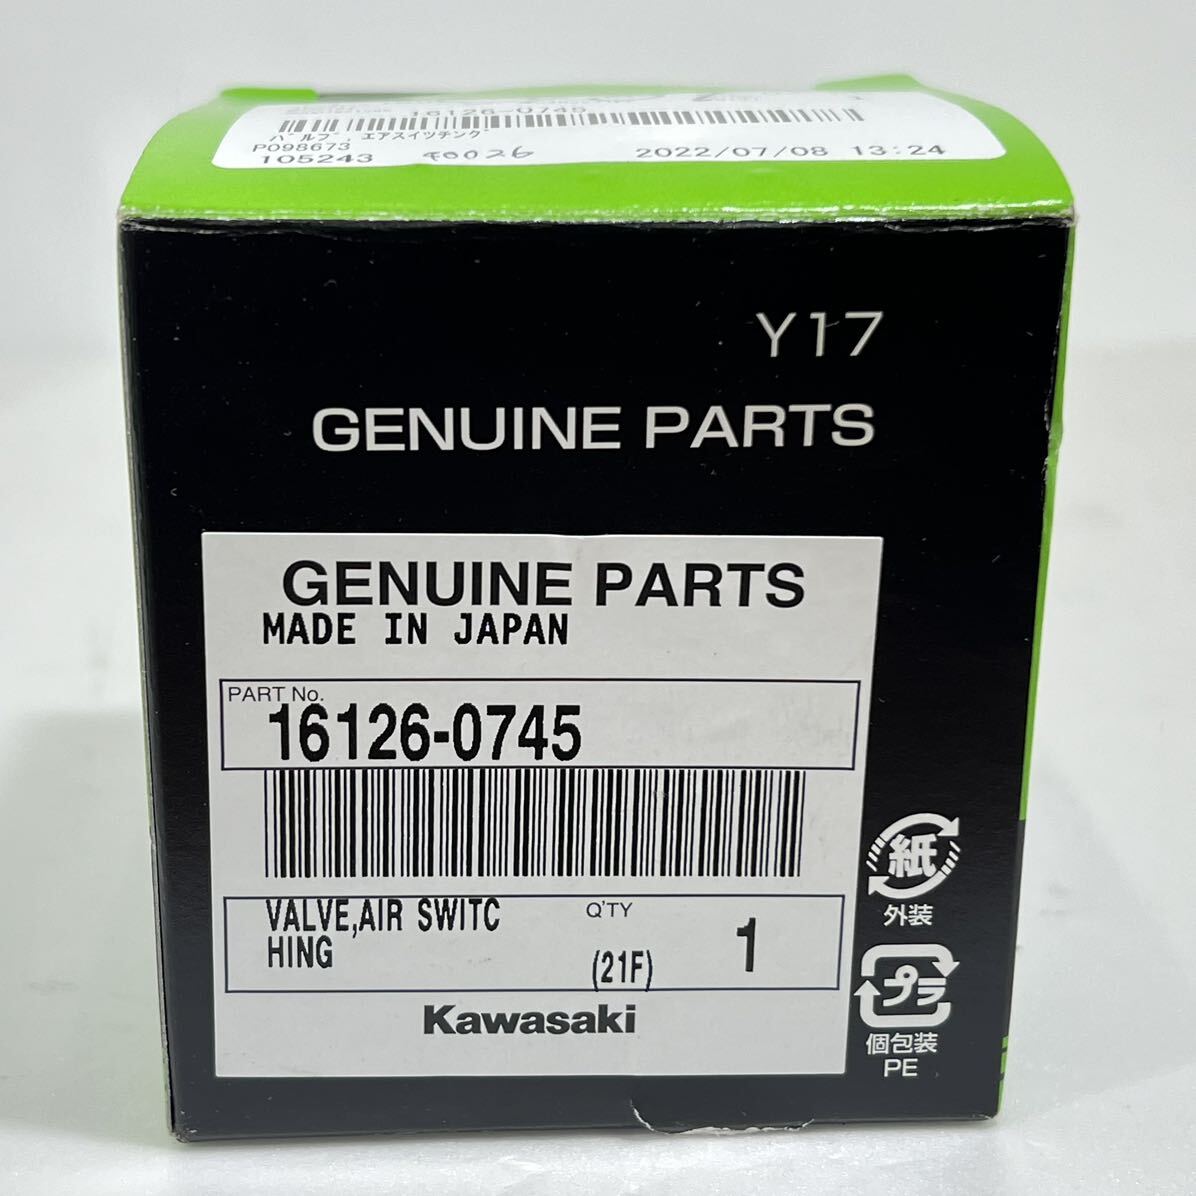 16126-0745
バルブ,エアスイツチング
P098673
105243 40026 2022/07/08 13:24
Y17
GENUINE PARTS
GENUINE PARTS
MADE IN JAPAN
PART No.
16126-0745
VALVE,AIR SWITC
HING
Q'TY
(21F)
1
Kawasaki
紙
外装
プラ
個包装
PE